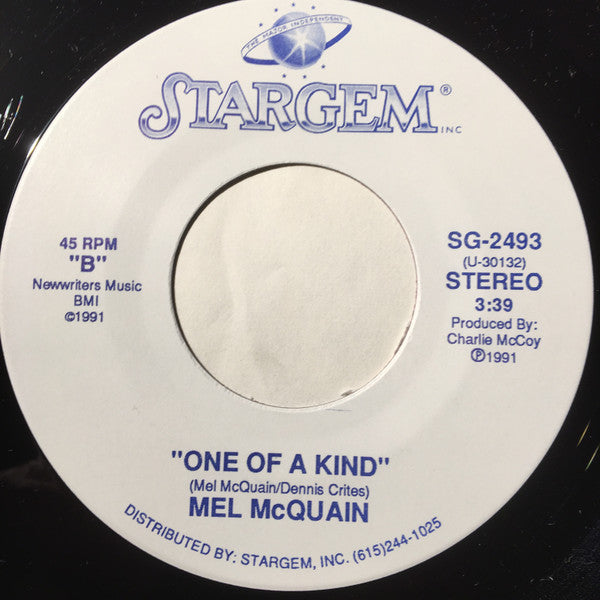 THE MAJOR INDEPENDENT
STARGEM®
INC
45 RPM
"B"
Newwriters Music
BMI
©1991
SG-2493
(U-30132)
STEREO
3:39
Produced By:
Charlie McCoy
℗1991
"ONE OF A KIND"
(Mel McQuain/Dennis Crites)
MEL McQUAIN
DISTRIBUTED BY: STARGEM, INC. (615)244-1025